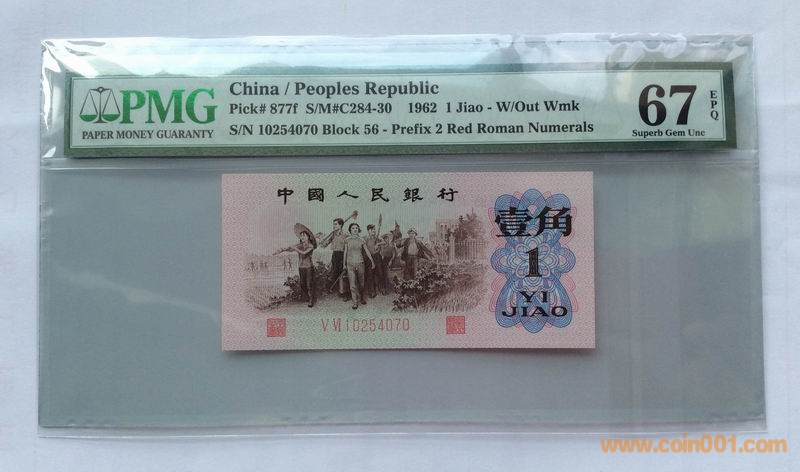 PMG
PAPER MONEY GUARANTY
China / Peoples Republic
Pick# 877f S/M#C284-30 1962 1 Jiao - W/Out Wmk
S/N 10254070 Block 56 - Prefix 2 Red Roman Numerals
67
EPQ
Superb Gem Unc
中國人民銀行
壹角
1
YI
JIAO
V VI 10254070
www.coin001.com